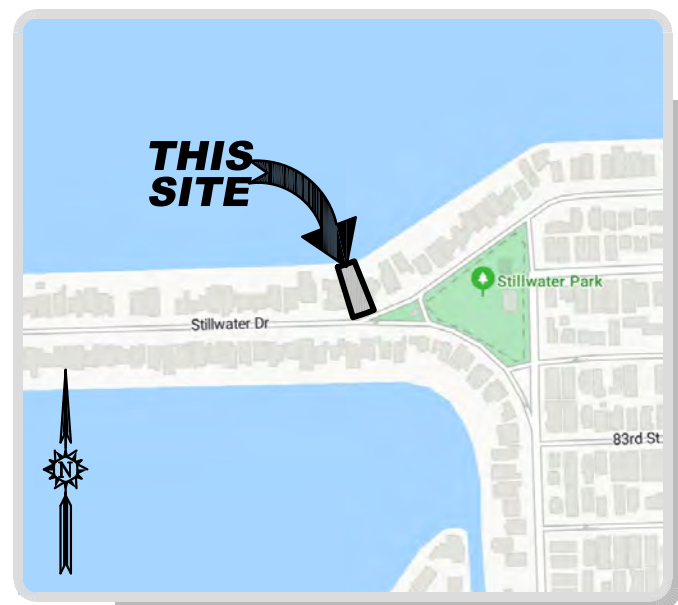 THIS
SITE
Stillwater Park
Stillwater Dr
83rd St
N